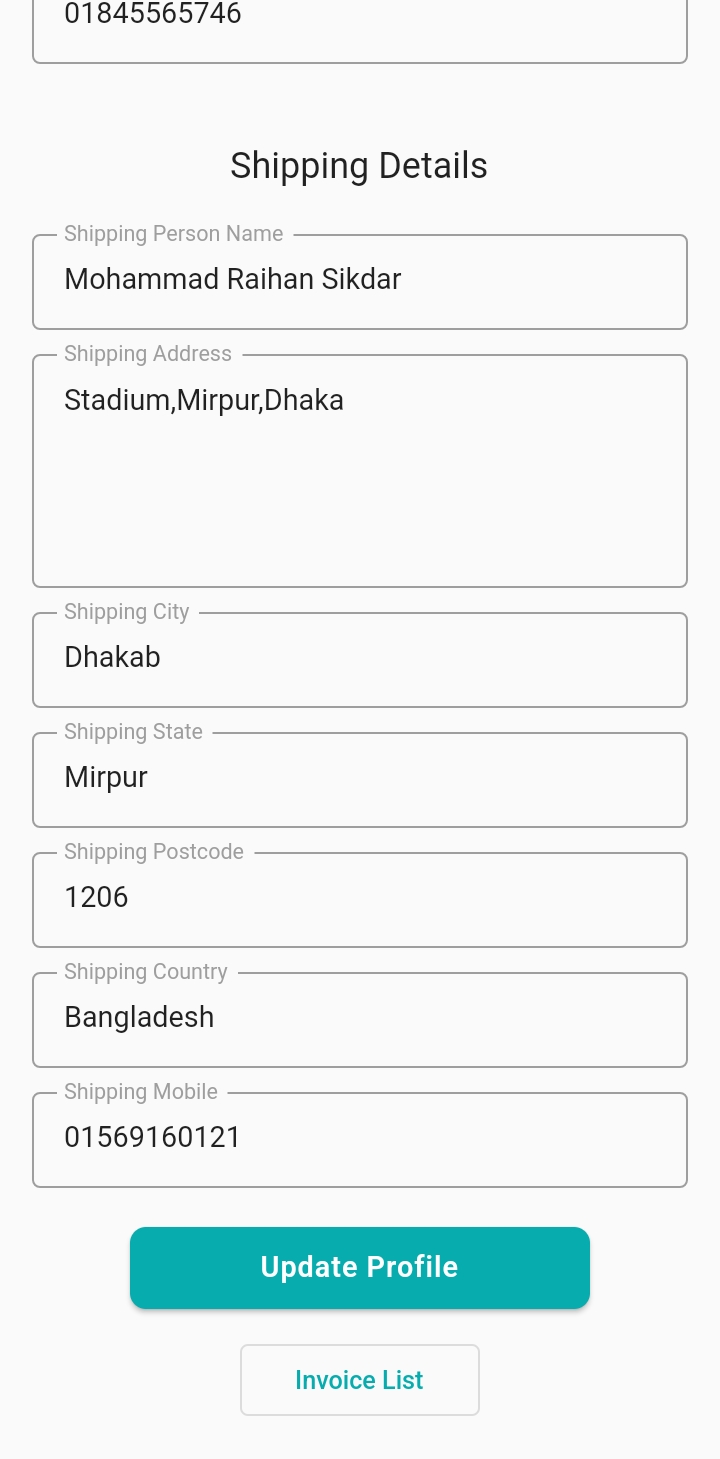 01845565746
Shipping Details
Shipping Person Name
Mohammad Raihan Sikdar
Shipping Address
Stadium,Mirpur,Dhaka
Shipping City
Dhakab
Shipping State
Mirpur
Shipping Postcode
1206
Shipping Country
Bangladesh
Shipping Mobile
01569160121
Update Profile
Invoice List